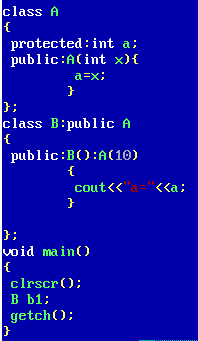 class A
{
protected:int a;
public:A(int x){
a=x;
}
};
class B:public A
{
public:B():A(10)
{
cout<<"a="<<a;
}
};
void main()
{
clrscr();
B b1;
getch();
}